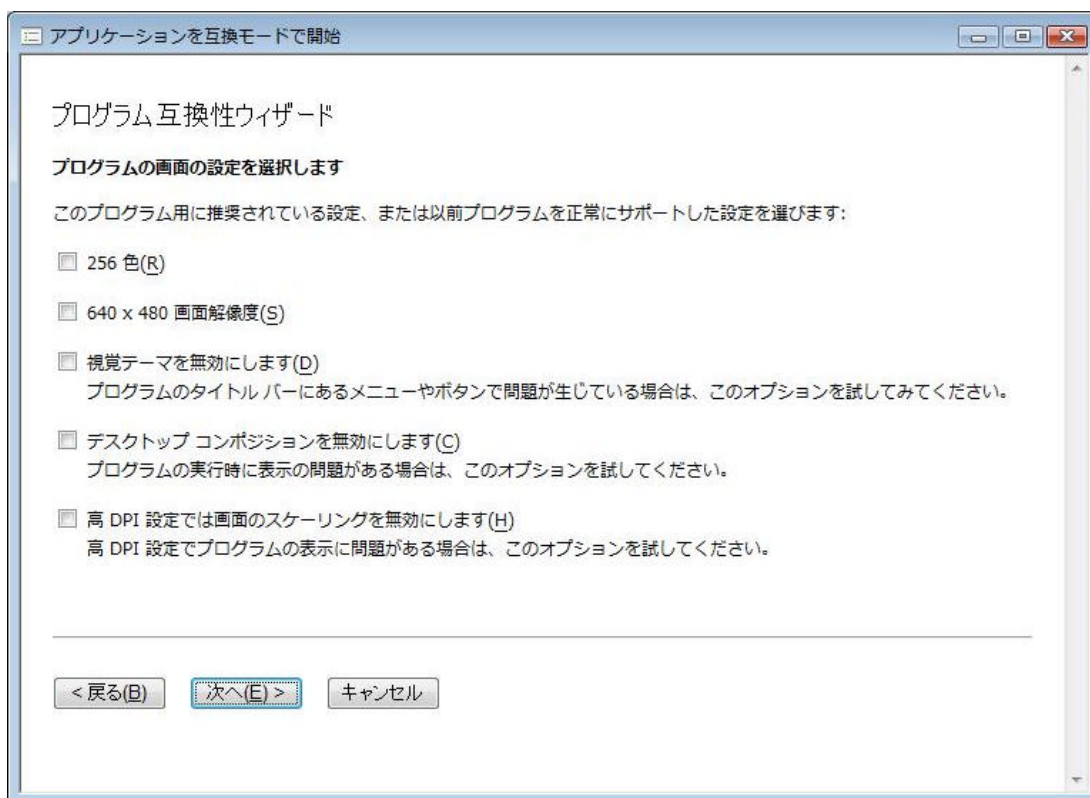 アプリケーションを互換モードで開始
プログラム互換性ウィザード
プログラムの画面の設定を選択します
このプログラム用に推奨されている設定、または以前プログラムを正常にサポートした設定を選びます:
256 色(R)
640 x 480 画面解像度(S)
視覚テーマを無効にします(D)
プログラムのタイトル バーにあるメニューやボタンで問題が生じている場合は、このオプションを試してみてください。
デスクトップ コンポジションを無効にします(C)
プログラムの実行時に表示の問題がある場合は、このオプションを試してください。
高 DPI 設定では画面のスケーリングを無効にします(H)
高 DPI 設定でプログラムの表示に問題がある場合は、このオプションを試してください。
< 戻る(B) 次へ(E) > キャンセル